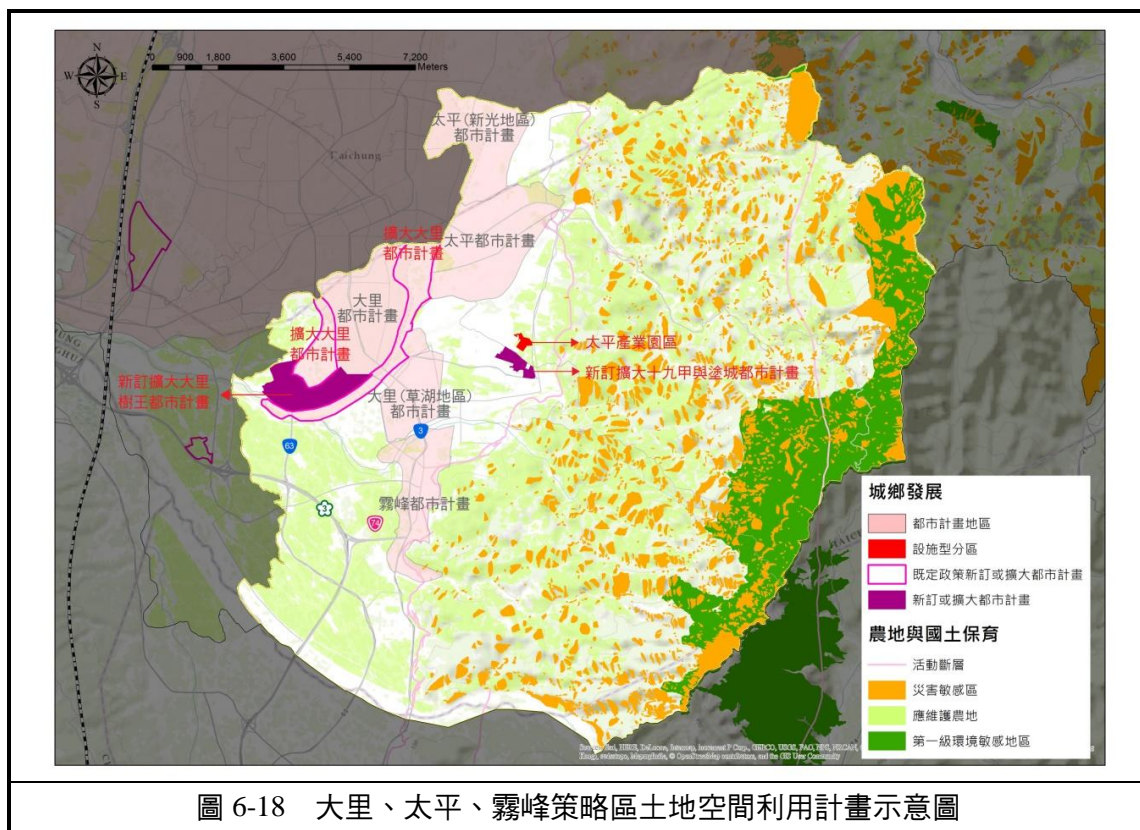 N
W E
S
0 900 1,800 3,600 5,400 7,200
Meters
太平(新光地區)
都市計畫
Taichung
擴大大里
都市計畫
太平都市計畫
大里
都市計畫
擴大大里
都市計畫
太平產業園區
新訂擴大十九甲與塗城都市計畫
新訂擴大大里
樹王都市計畫
大里(草湖地區)
都市計畫
3
63
霧峰都市計畫
3
74
城鄉發展
都市計畫地區
設施型分區
既定政策新訂或擴大都市計畫
新訂或擴大都市計畫
農地與國土保育
活動斷層
災害敏感區
應維護農地
第一級環境敏感地區
圖 6-18 大里、太平、霧峰策略區土地空間利用計畫示意圖